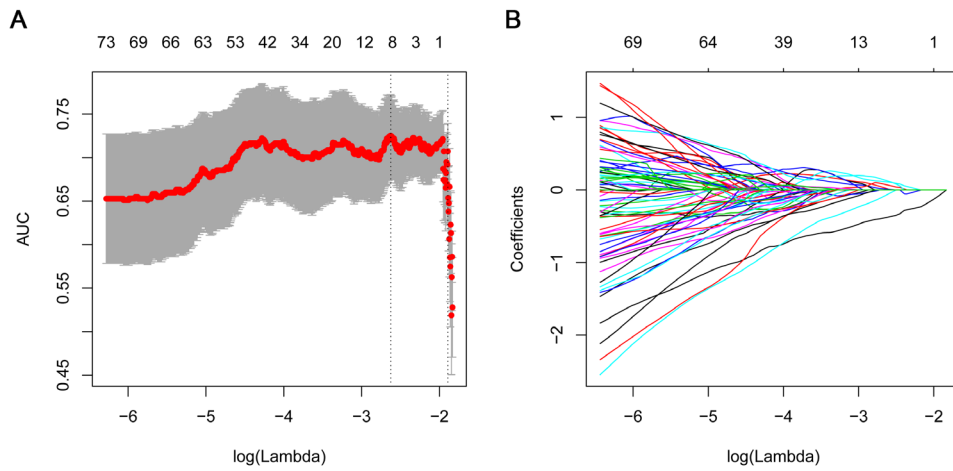 A
73 69 66 63 53 42 34 20 12 8 3 1
AUC
0.75
0.65
0.55
0.45
−6 −5 −4 −3 −2
log(Lambda)
B
69 64 39 13 1
Coefficients
1
0
−1
−2
−6 −5 −4 −3 −2
log(Lambda)